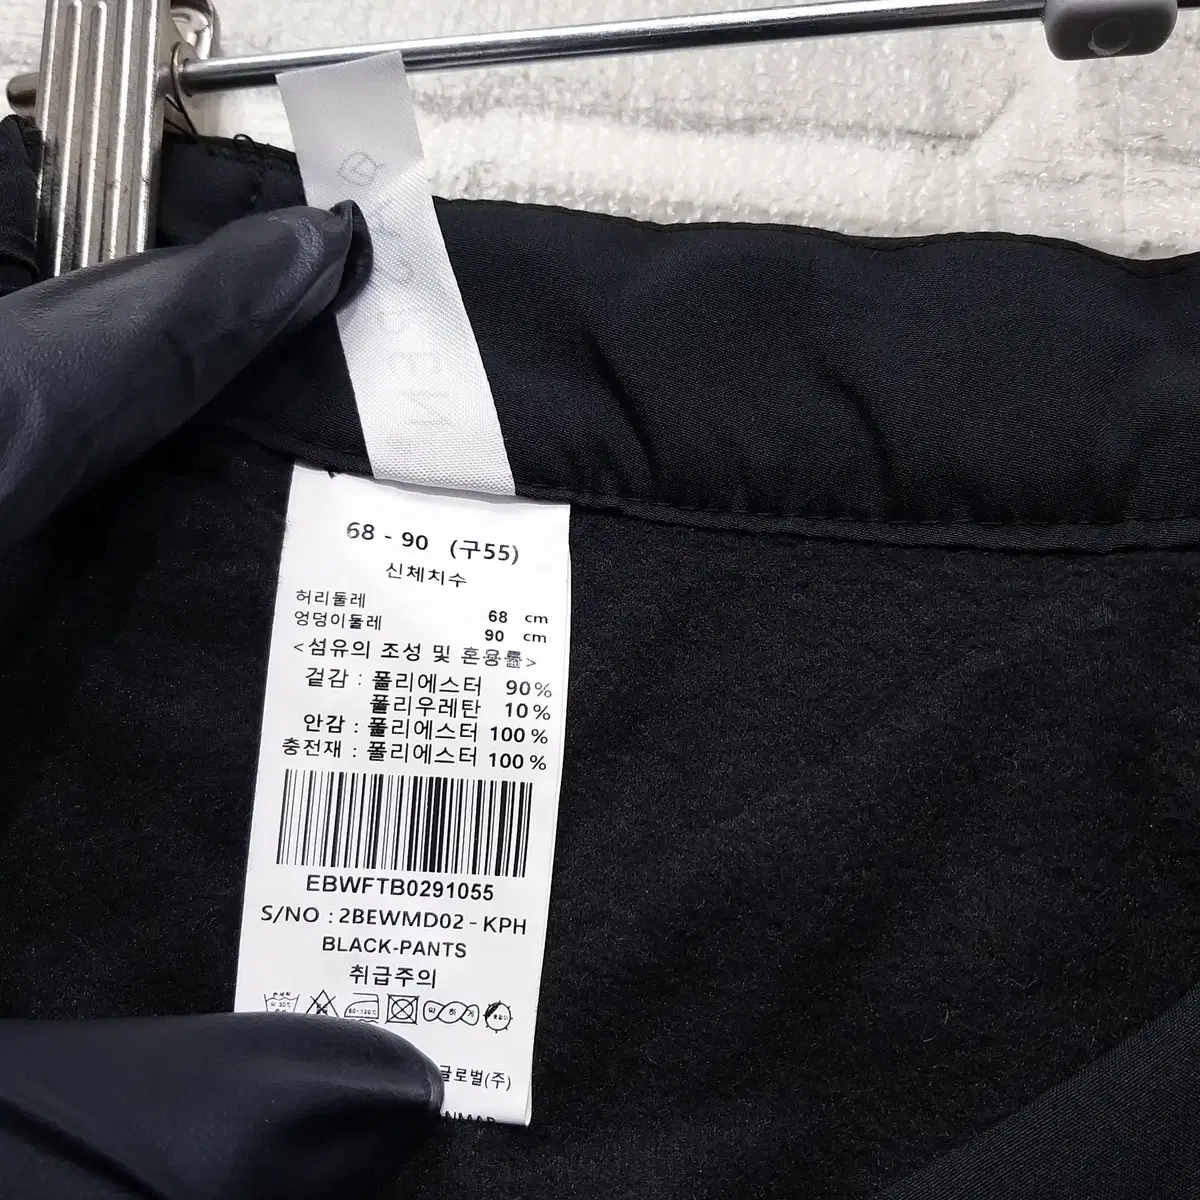 68 - 90 (구55)
신체치수
허리둘레 68 cm
엉덩이둘레 90 cm
<섬유의 조성 및 혼용률>
겉감 : 폴리에스터 90%
폴리우레탄 10%
안감 : 폴리에스터 100%
충전재 : 폴리에스터 100%
EBWFTB0291055
S/NO : 2BEWMD02 - KPH
BLACK-PANTS
취급주의
약 하 게
글로벌(주)